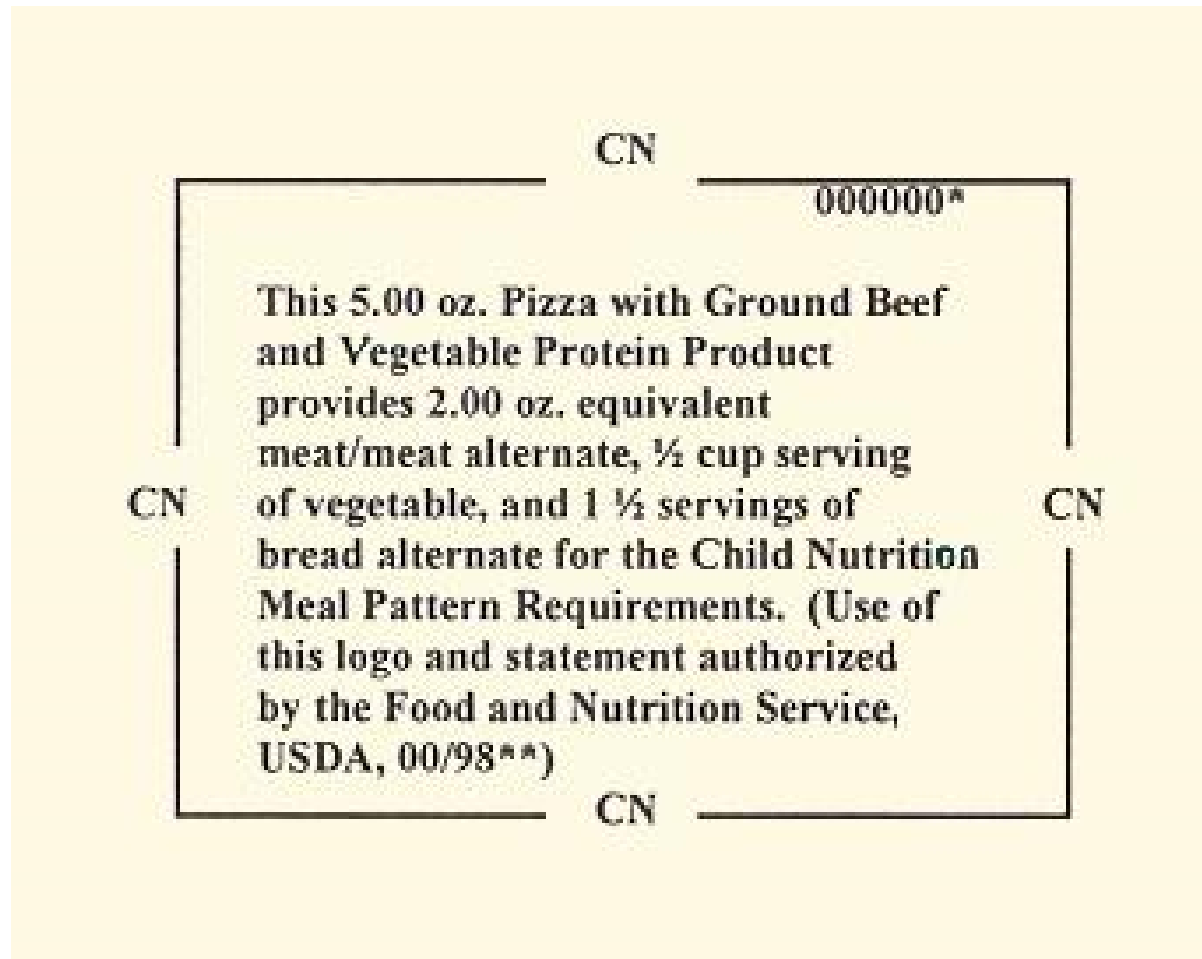 CN
000000*
This 5.00 oz. Pizza with Ground Beef
and Vegetable Protein Product
provides 2.00 oz. equivalent
meat/meat alternate, ½ cup serving
CN of vegetable, and 1 ½ servings of CN
bread alternate for the Child Nutrition
Meal Pattern Requirements. (Use of
this logo and statement authorized
by the Food and Nutrition Service,
USDA, 00/98**)
CN